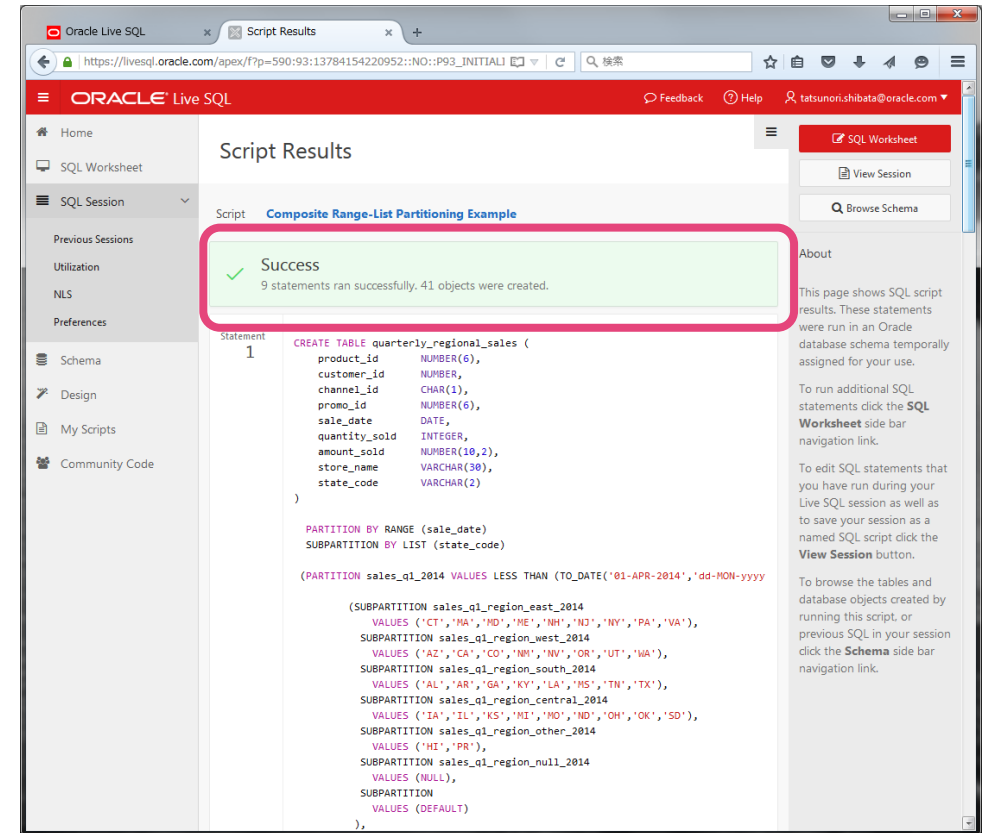 Oracle Live SQL
Script Results
https://livesql.oracle.com/apex/f?p=590:93:13784154220952::NO::P93_INITIALI
検索
ORACLE Live SQL
Feedback
Help
tatsunori.shibata@oracle.com
Home
SQL Worksheet
SQL Session
Previous Sessions
Utilization
NLS
Preferences
Schema
Design
My Scripts
Community Code
Script Results
Script Composite Range-List Partitioning Example
Success
9 statements ran successfully. 41 objects were created.
Statement
1
CREATE TABLE quarterly_regional_sales (
product_id NUMBER(6),
customer_id NUMBER,
channel_id CHAR(1),
promo_id NUMBER(6),
sale_date DATE,
quantity_sold INTEGER,
amount_sold NUMBER(10,2),
store_name VARCHAR(30),
state_code VARCHAR(2)
)
PARTITION BY RANGE (sale_date)
SUBPARTITION BY LIST (state_code)
(PARTITION sales_q1_2014 VALUES LESS THAN (TO_DATE('01-APR-2014','dd-MON-yyyy
(SUBPARTITION sales_q1_region_east_2014
VALUES ('CT','MA','MD','ME','NH','NJ','NY','PA','VA'),
SUBPARTITION sales_q1_region_west_2014
VALUES ('AZ','CA','CO','NM','NV','OR','UT','WA'),
SUBPARTITION sales_q1_region_south_2014
VALUES ('AL','AR','GA','KY','LA','MS','TN','TX'),
SUBPARTITION sales_q1_region_central_2014
VALUES ('IA','IL','KS','MI','MO','ND','OH','OK','SD'),
SUBPARTITION sales_q1_region_other_2014
VALUES ('HI','PR'),
SUBPARTITION sales_q1_region_null_2014
VALUES (NULL),
SUBPARTITION
VALUES (DEFAULT)
),
SQL Worksheet
View Session
Browse Schema
About
This page shows SQL script
results. These statements
were run in an Oracle
database schema temporally
assigned for your use.
To run additional SQL
statements click the SQL
Worksheet side bar
navigation link.
To edit SQL statements that
you have run during your
Live SQL session as well as
to save your session as a
named SQL script click the
View Session button.
To browse the tables and
database objects created by
running this script, or
previous SQL in your session
click the Schema side bar
navigation link.